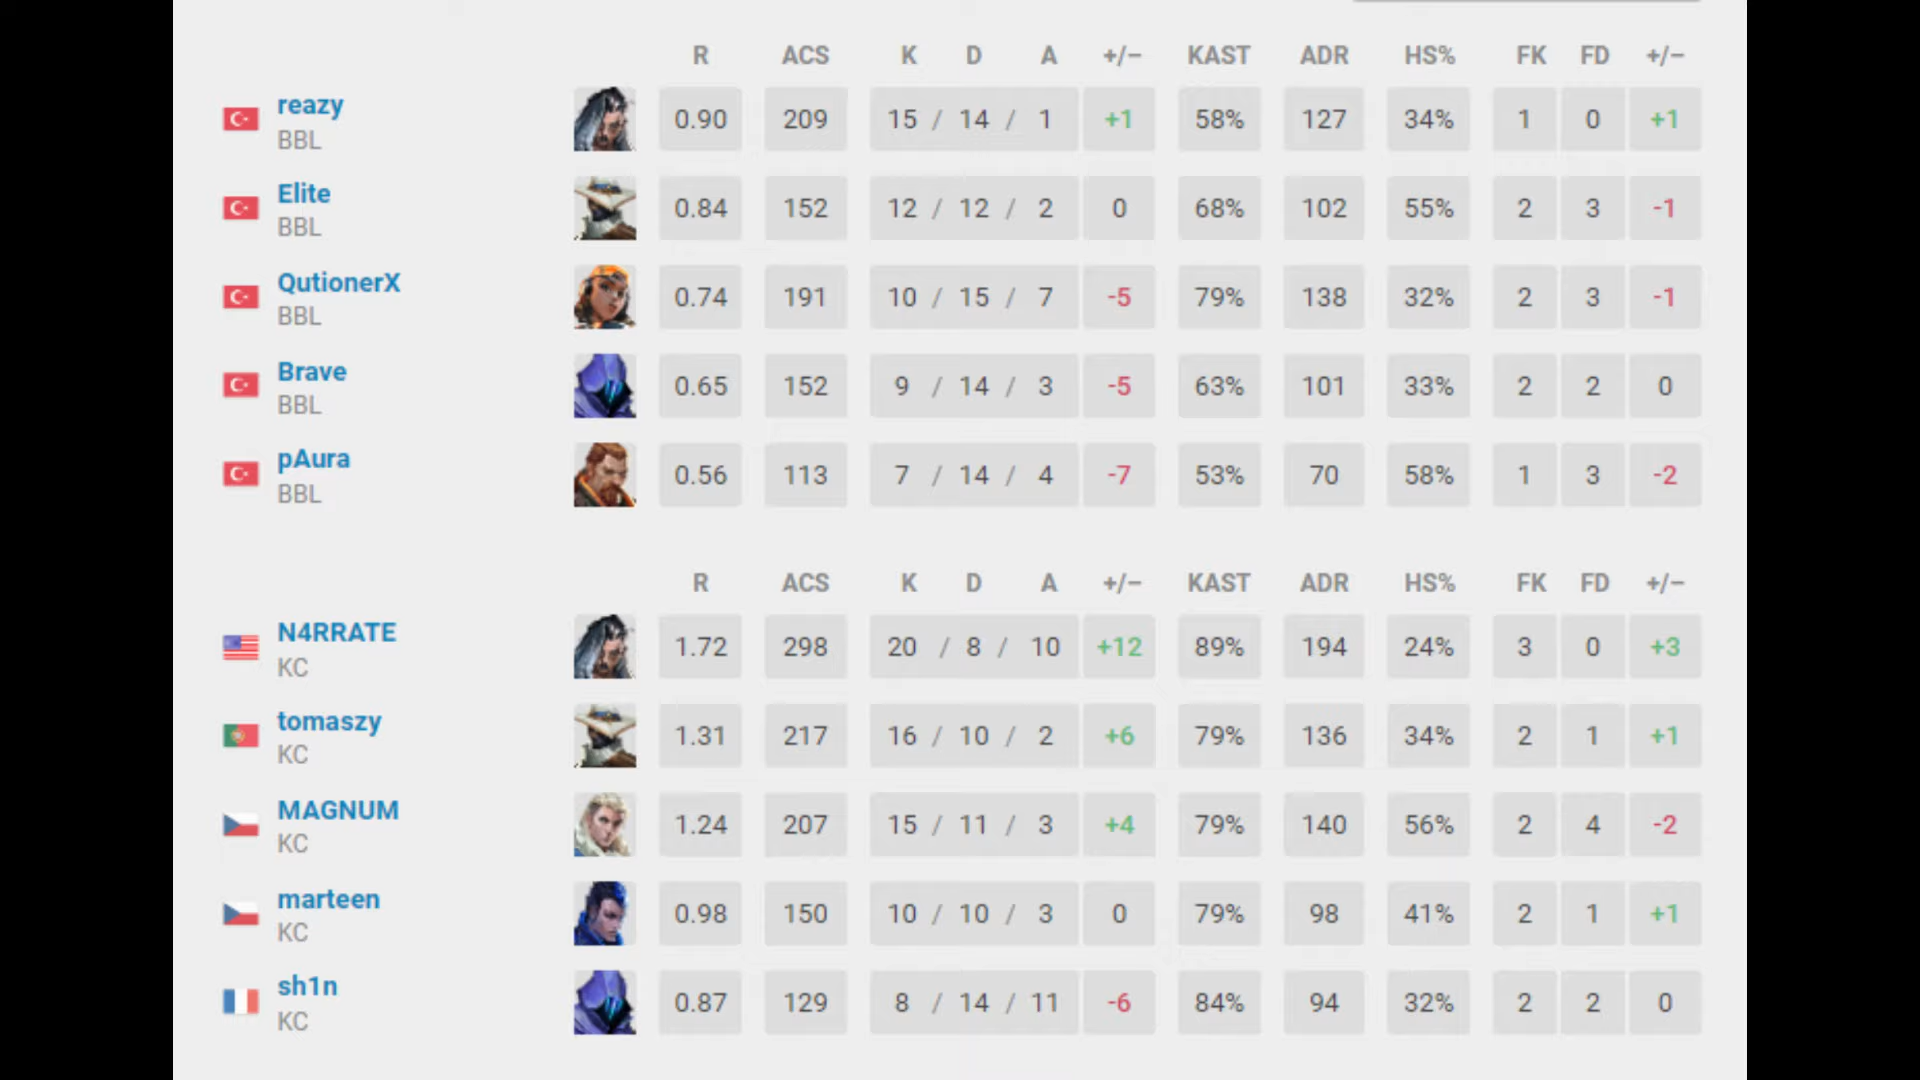 R ACS K D A +/– KAST ADR HS% FK FD +/–
reazy
BBL
0.90 209 15 / 14 / 1 +1 58% 127 34% 1 0 +1
Elite
BBL
0.84 152 12 / 12 / 2 0 68% 102 55% 2 3 -1
QutionerX
BBL
0.74 191 10 / 15 / 7 -5 79% 138 32% 2 3 -1
Brave
BBL
0.65 152 9 / 14 / 3 -5 63% 101 33% 2 2 0
pAura
BBL
0.56 113 7 / 14 / 4 -7 53% 70 58% 1 3 -2
R ACS K D A +/– KAST ADR HS% FK FD +/–
N4RRATE
KC
1.72 298 20 / 8 / 10 +12 89% 194 24% 3 0 +3
tomaszy
KC
1.31 217 16 / 10 / 2 +6 79% 136 34% 2 1 +1
MAGNUM
KC
1.24 207 15 / 11 / 3 +4 79% 140 56% 2 4 -2
marteen
KC
0.98 150 10 / 10 / 3 0 79% 98 41% 2 1 +1
sh1n
KC
0.87 129 8 / 14 / 11 -6 84% 94 32% 2 2 0